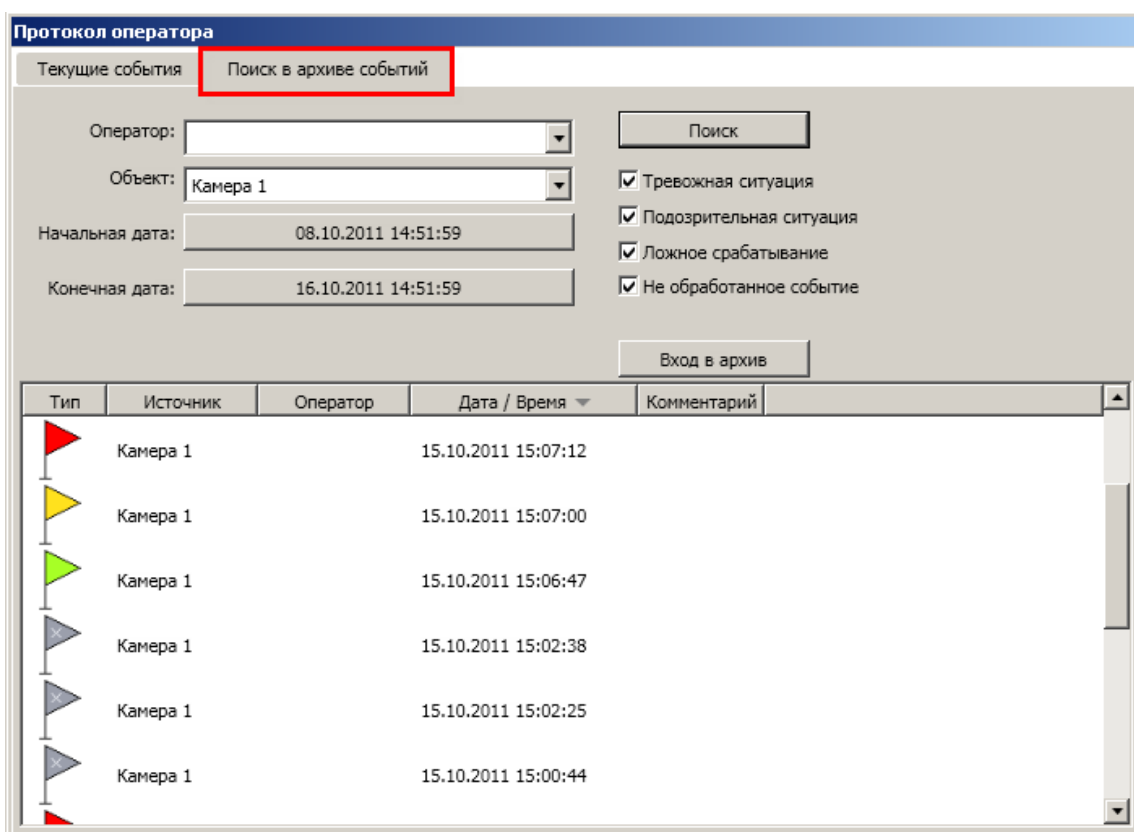 Протокол оператора
Текущие события Поиск в архиве событий
Оператор: Поиск
Объект: Камера 1 Тревожная ситуация
Подозрительная ситуация
Начальная дата: 08.10.2011 14:51:59
Ложное срабатывание
Конечная дата: 16.10.2011 14:51:59 Не обработанное событие
Вход в архив
Тип Источник Оператор Дата / Время Комментарий
Камера 1 15.10.2011 15:07:12
Камера 1 15.10.2011 15:07:00
Камера 1 15.10.2011 15:06:47
Камера 1 15.10.2011 15:02:38
Камера 1 15.10.2011 15:02:25
Камера 1 15.10.2011 15:00:44